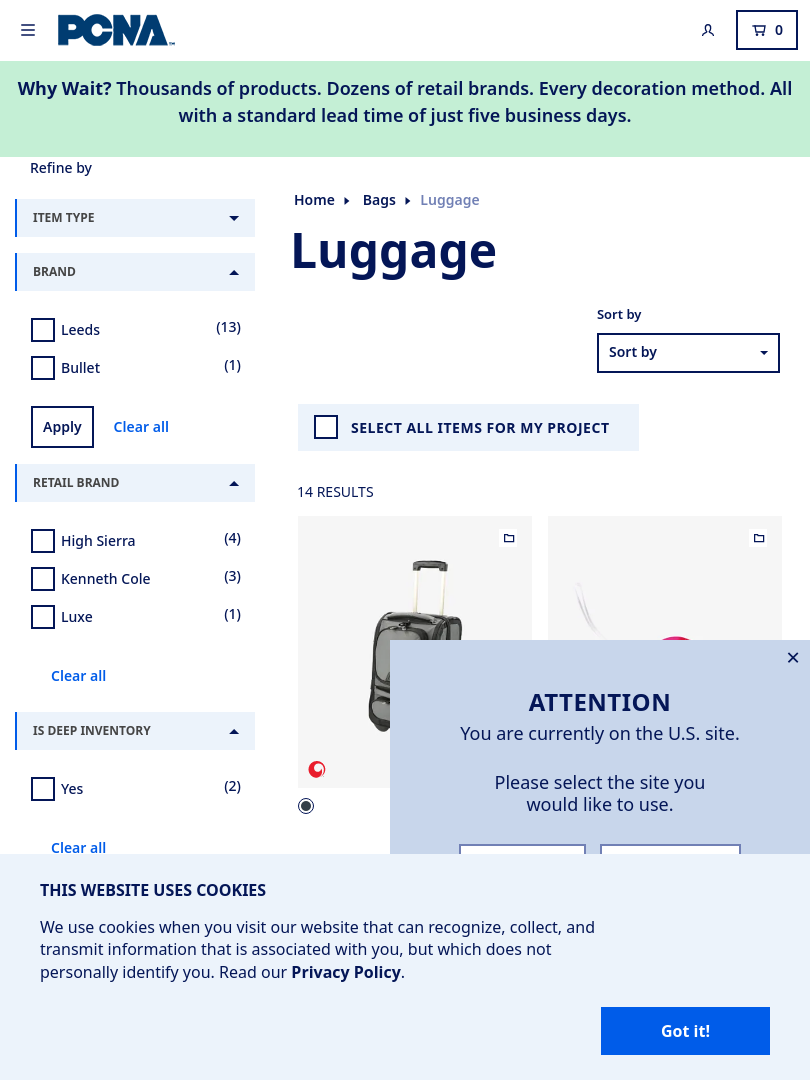 PCNA
0
Why Wait? Thousands of products. Dozens of retail brands. Every decoration method. All
with a standard lead time of just five business days.
Refine by
ITEM TYPE
BRAND
Leeds (13)
Bullet (1)
Apply Clear all
RETAIL BRAND
High Sierra (4)
Kenneth Cole (3)
Luxe (1)
Clear all
IS DEEP INVENTORY
Yes (2)
Clear all
Home Bags Luggage
Luggage
Sort by
Sort by
SELECT ALL ITEMS FOR MY PROJECT
14 RESULTS
ATTENTION
You are currently on the U.S. site.
Please select the site you
would like to use.
THIS WEBSITE USES COOKIES
We use cookies when you visit our website that can recognize, collect, and
transmit information that is associated with you, but which does not
personally identify you. Read our Privacy Policy.
Got it!